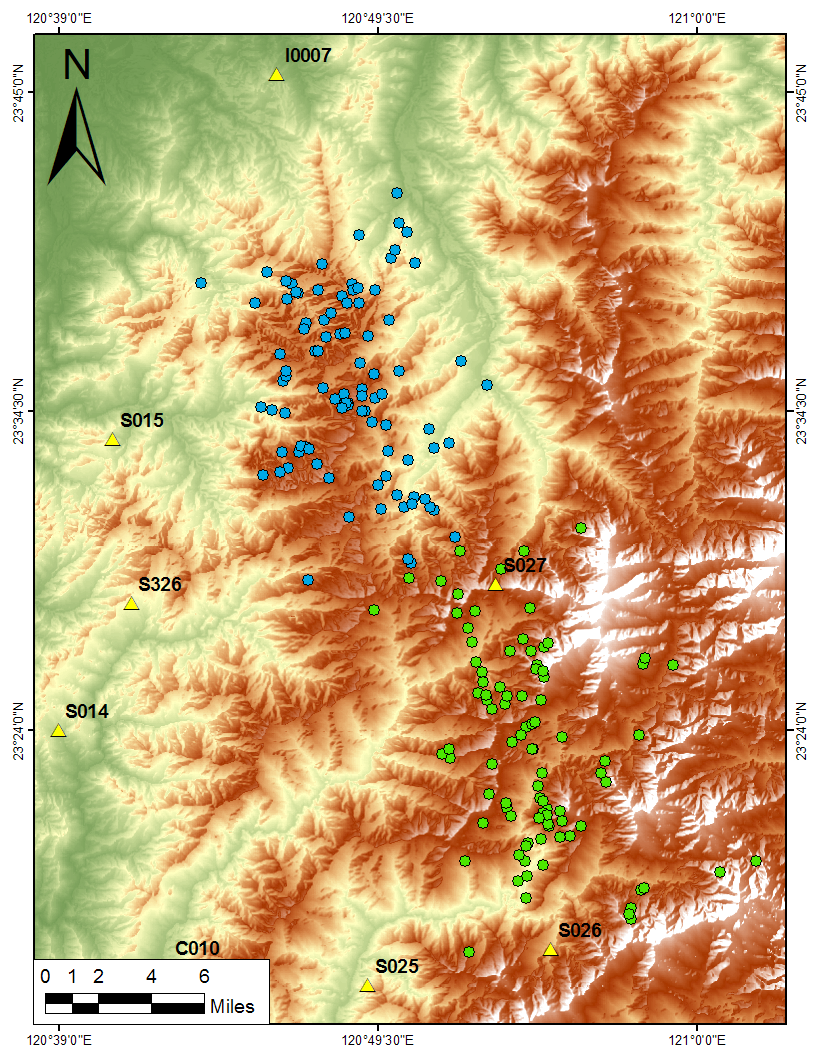 120°39'0"E 120°49'30"E 121°0'0"E
I0007
N
23°45'0"N 23°45'0"N
23°34'30"N 23°34'30"N
S015
S027
S326
S014
23°24'0"N 23°24'0"N
S026
C010
S025
0 1 2 4 6
Miles
120°39'0"E 120°49'30"E 121°0'0"E